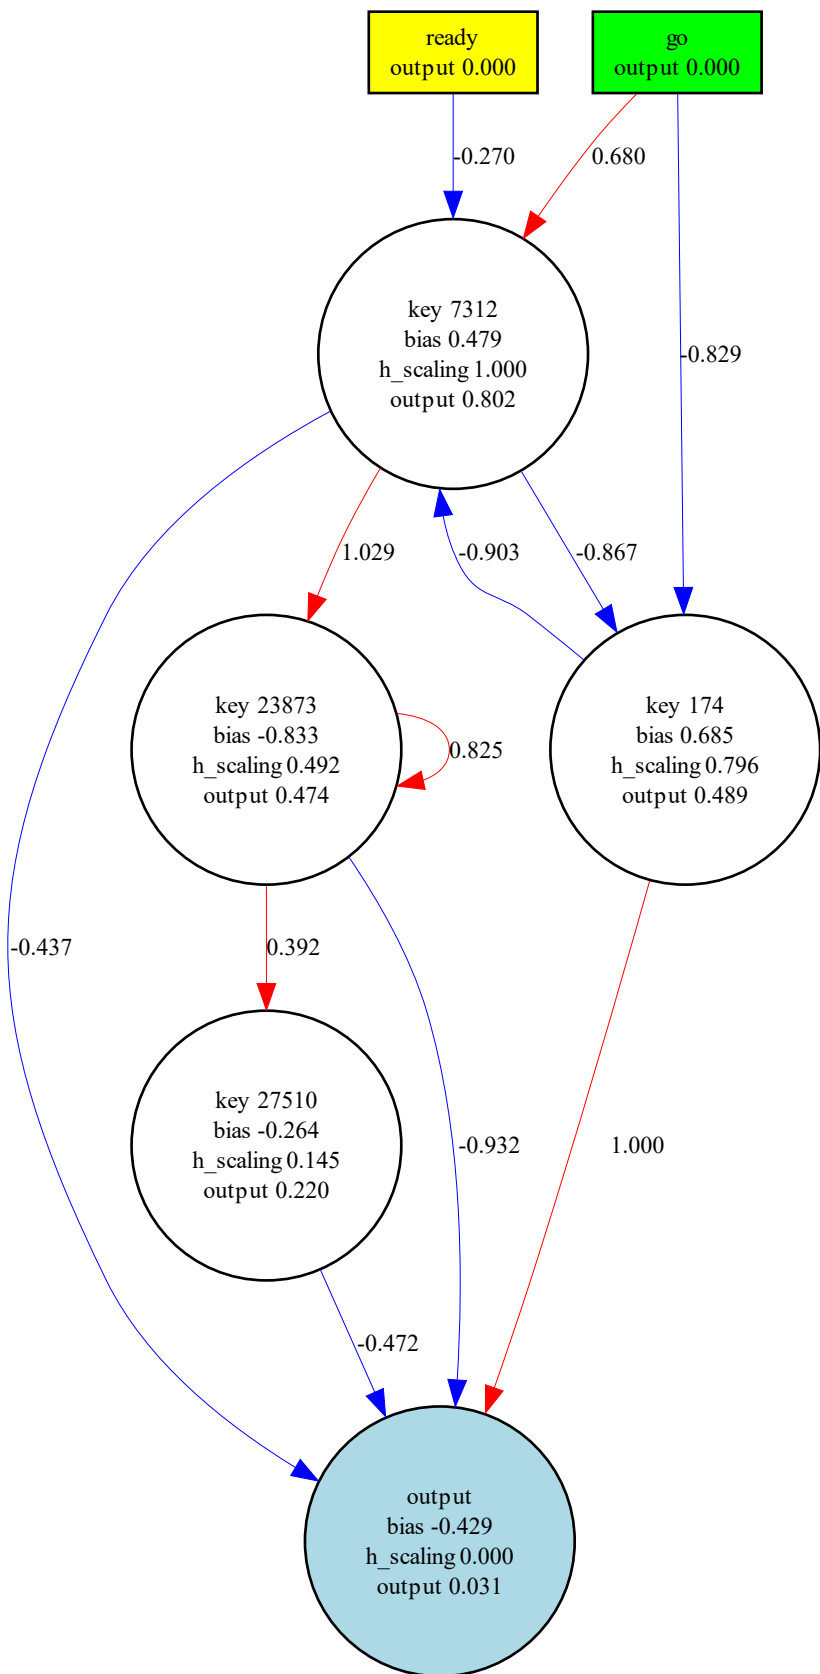 ready
output 0.000
go
output 0.000
-0.270
0.680
key 7312
bias 0.479
h_scaling 1.000
output 0.802
-0.829
1.029
-0.903
-0.867
key 23873
bias -0.833
h_scaling 0.492
output 0.474
0.825
key 174
bias 0.685
h_scaling 0.796
output 0.489
-0.437
0.392
key 27510
bias -0.264
h_scaling 0.145
output 0.220
-0.932
1.000
-0.472
output
bias -0.429
h_scaling 0.000
output 0.031